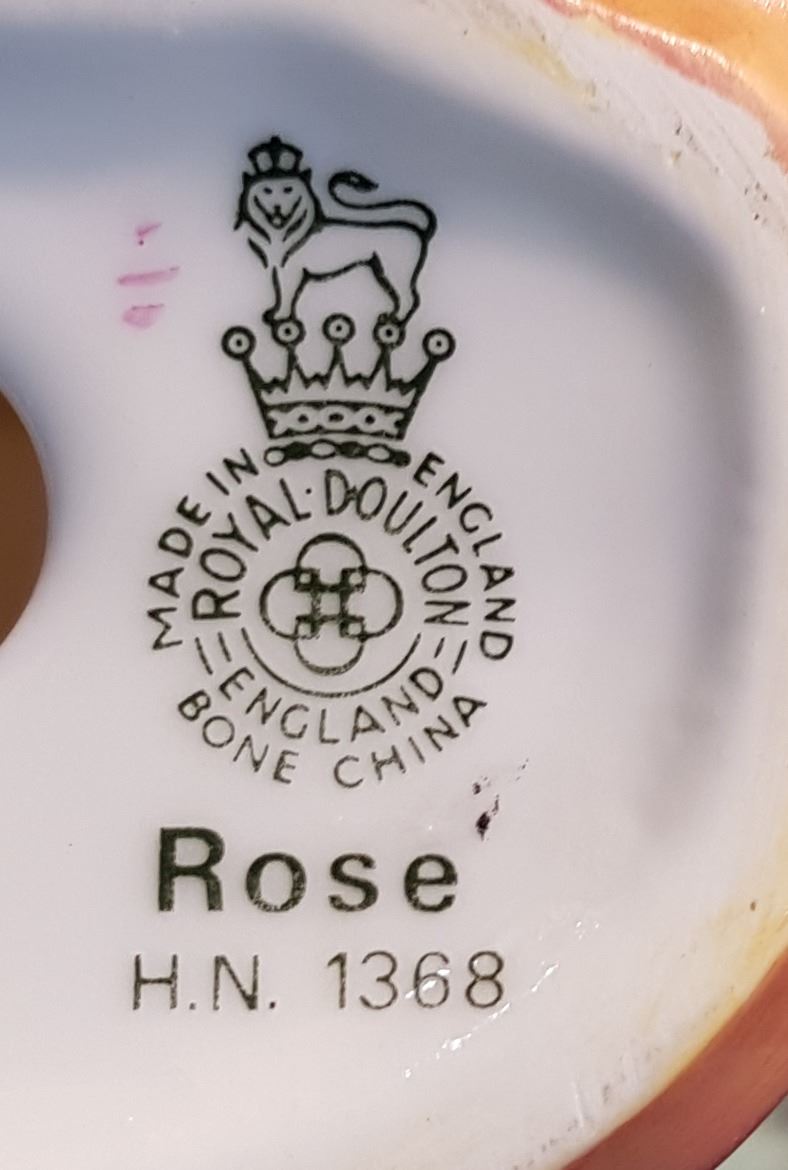 MADE IN ENGLAND
ROYAL·DOULTON
ENGLAND
BONE CHINA
Rose
H.N. 1368